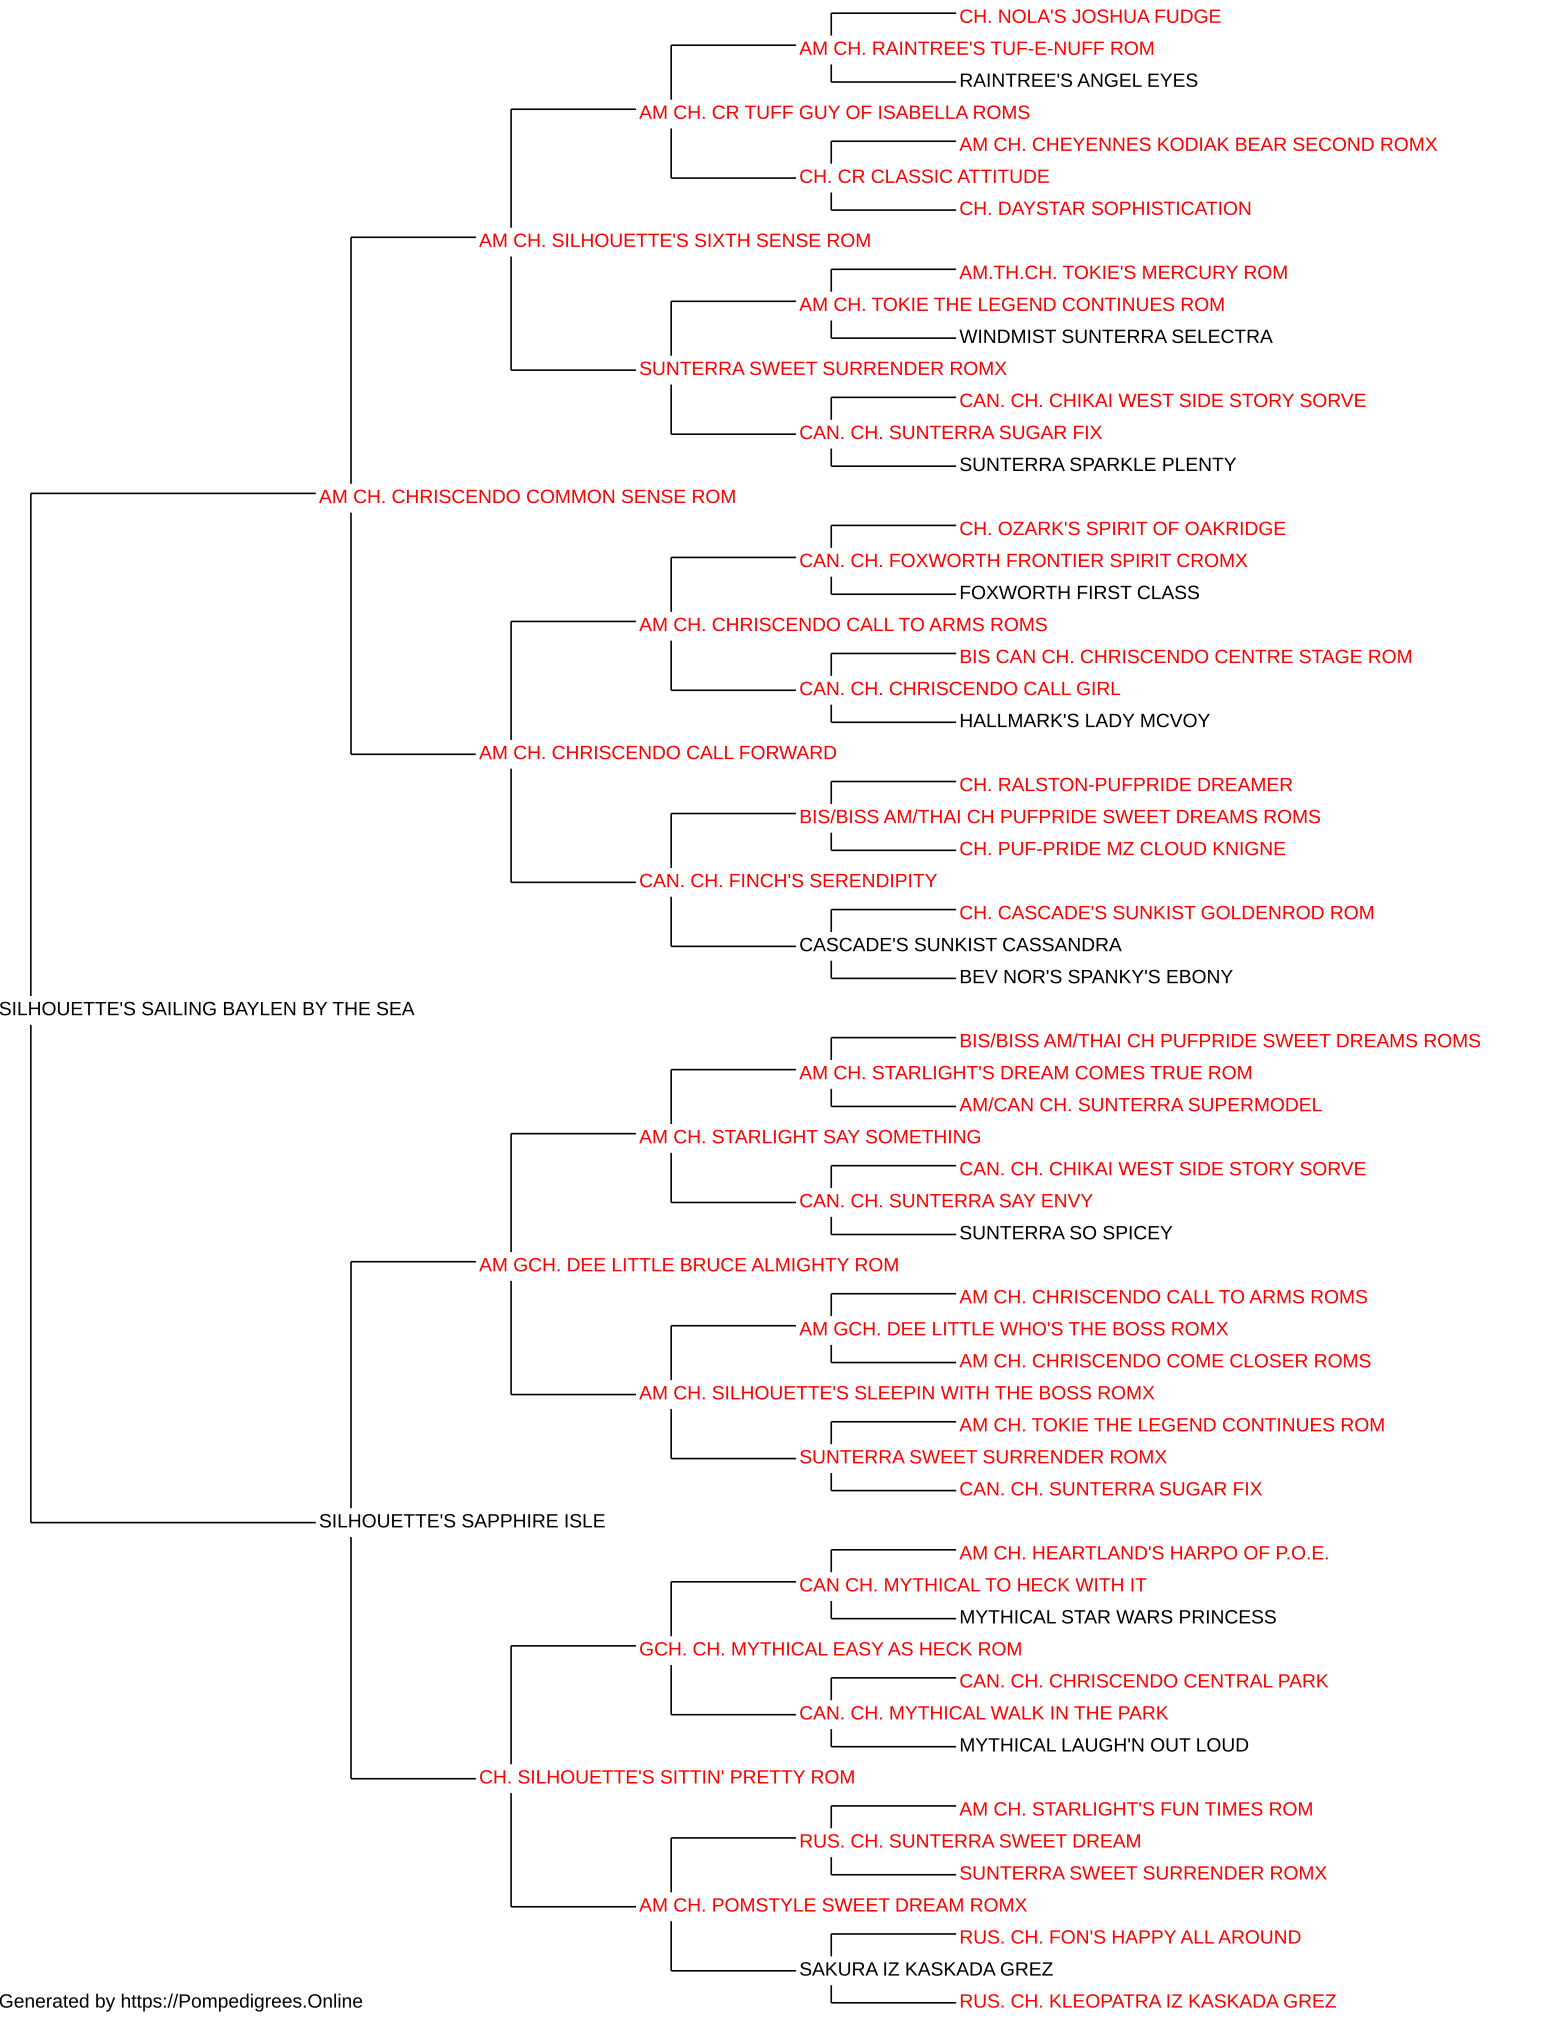 CH. NOLA'S JOSHUA FUDGE
AM CH. RAINTREE'S TUF-E-NUFF ROM
RAINTREE'S ANGEL EYES
AM CH. CR TUFF GUY OF ISABELLA ROMS
AM CH. CHEYENNES KODIAK BEAR SECOND ROMX
CH. CR CLASSIC ATTITUDE
CH. DAYSTAR SOPHISTICATION
AM CH. SILHOUETTE'S SIXTH SENSE ROM
AM.TH.CH. TOKIE'S MERCURY ROM
AM CH. TOKIE THE LEGEND CONTINUES ROM
WINDMIST SUNTERRA SELECTRA
SUNTERRA SWEET SURRENDER ROMX
CAN. CH. CHIKAI WEST SIDE STORY SORVE
CAN. CH. SUNTERRA SUGAR FIX
SUNTERRA SPARKLE PLENTY
AM CH. CHRISCENDO COMMON SENSE ROM
CH. OZARK'S SPIRIT OF OAKRIDGE
CAN. CH. FOXWORTH FRONTIER SPIRIT CROMX
FOXWORTH FIRST CLASS
AM CH. CHRISCENDO CALL TO ARMS ROMS
BIS CAN CH. CHRISCENDO CENTRE STAGE ROM
CAN. CH. CHRISCENDO CALL GIRL
HALLMARK'S LADY MCVOY
AM CH. CHRISCENDO CALL FORWARD
CH. RALSTON-PUFPRIDE DREAMER
BIS/BISS AM/THAI CH PUFPRIDE SWEET DREAMS ROMS
CH. PUF-PRIDE MZ CLOUD KNIGNE
CAN. CH. FINCH'S SERENDIPITY
CH. CASCADE'S SUNKIST GOLDENROD ROM
CASCADE'S SUNKIST CASSANDRA
BEV NOR'S SPANKY'S EBONY
SILHOUETTE'S SAILING BAYLEN BY THE SEA
BIS/BISS AM/THAI CH PUFPRIDE SWEET DREAMS ROMS
AM CH. STARLIGHT'S DREAM COMES TRUE ROM
AM/CAN CH. SUNTERRA SUPERMODEL
AM CH. STARLIGHT SAY SOMETHING
CAN. CH. CHIKAI WEST SIDE STORY SORVE
CAN. CH. SUNTERRA SAY ENVY
SUNTERRA SO SPICEY
AM GCH. DEE LITTLE BRUCE ALMIGHTY ROM
AM CH. CHRISCENDO CALL TO ARMS ROMS
AM GCH. DEE LITTLE WHO'S THE BOSS ROMX
AM CH. CHRISCENDO COME CLOSER ROMS
AM CH. SILHOUETTE'S SLEEPIN WITH THE BOSS ROMX
AM CH. TOKIE THE LEGEND CONTINUES ROM
SUNTERRA SWEET SURRENDER ROMX
CAN. CH. SUNTERRA SUGAR FIX
SILHOUETTE'S SAPPHIRE ISLE
AM CH. HEARTLAND'S HARPO OF P.O.E.
CAN CH. MYTHICAL TO HECK WITH IT
MYTHICAL STAR WARS PRINCESS
GCH. CH. MYTHICAL EASY AS HECK ROM
CAN. CH. CHRISCENDO CENTRAL PARK
CAN. CH. MYTHICAL WALK IN THE PARK
MYTHICAL LAUGH'N OUT LOUD
CH. SILHOUETTE'S SITTIN' PRETTY ROM
AM CH. STARLIGHT'S FUN TIMES ROM
RUS. CH. SUNTERRA SWEET DREAM
SUNTERRA SWEET SURRENDER ROMX
AM CH. POMSTYLE SWEET DREAM ROMX
RUS. CH. FON'S HAPPY ALL AROUND
SAKURA IZ KASKADA GREZ
RUS. CH. KLEOPATRA IZ KASKADA GREZ
Generated by https://Pompedigrees.Online